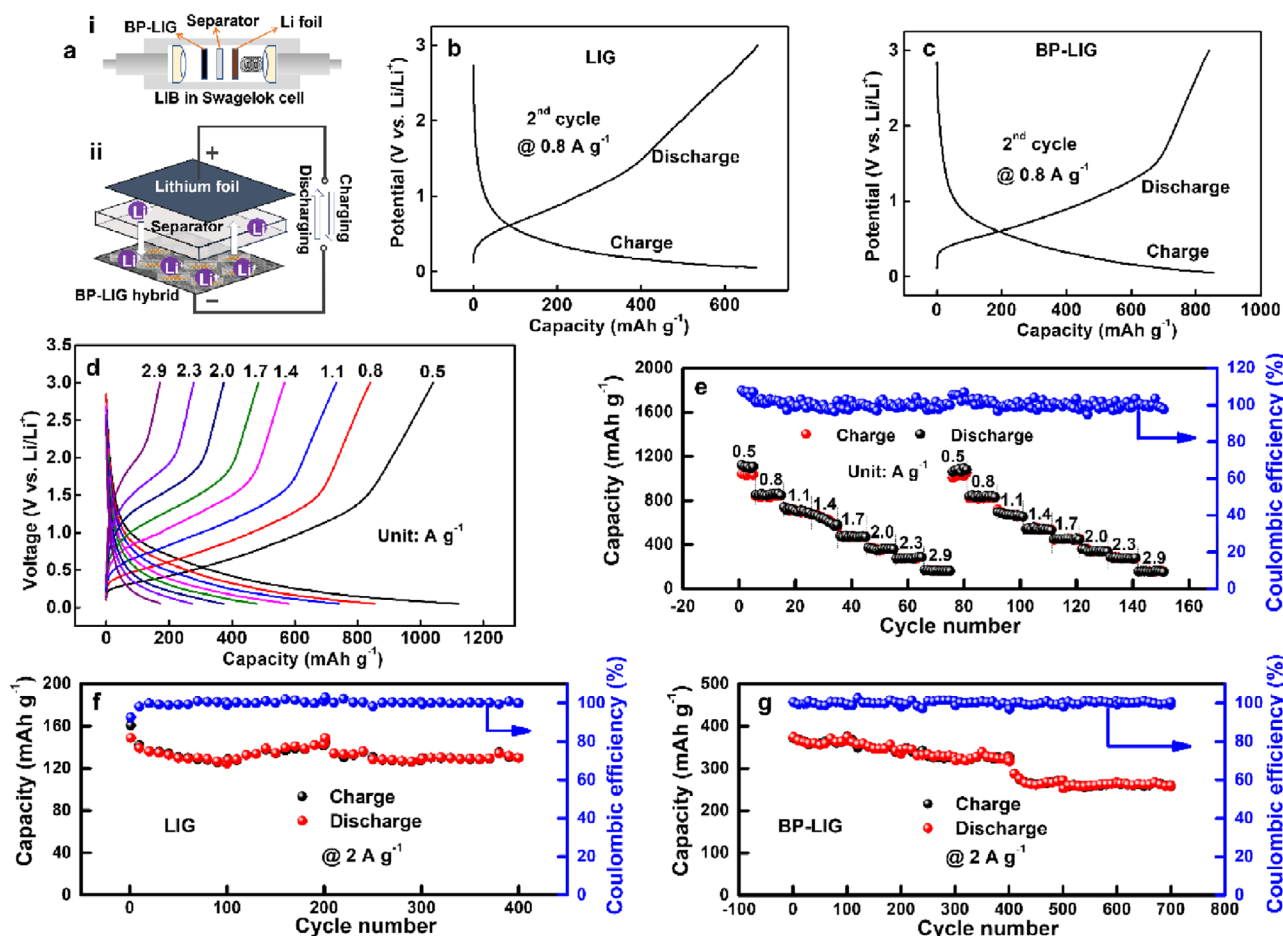 i
a
BP-LIG
Separator
Li foil
LIB in Swagelok cell
ii
+
Lithium foil
Li
Separator
Li Li Li Li Li
BP-LIG hybrid
−
Discharging
Charging
b
LIG
2nd cycle
@ 0.8 A g-1
Discharge
Charge
Potential (V vs. Li/Li+)
3
2
1
0
0 200 400 600
Capacity (mAh g-1)
c
BP-LIG
2nd cycle
@ 0.8 A g-1
Discharge
Charge
Potential (V vs. Li/Li+)
3
2
1
0
0 200 400 600 800 1000
Capacity (mAh g-1)
d
2.9 2.3 2.0 1.7 1.4 1.1 0.8 0.5
Unit: A g-1
Voltage (V vs. Li/Li+)
3.5
3.0
2.5
2.0
1.5
1.0
0.5
0.0
0 200 400 600 800 1000 1200
Capacity (mAh g-1)
e
Charge Discharge
Unit: A g-1
0.5 0.8 1.1 1.4 1.7 2.0 2.3 2.9
0.5 0.8 1.1 1.4 1.7 2.0 2.3 2.9
Capacity (mAh g-1)
2000
1600
1200
800
400
0
-20 0 20 40 60 80 100 120 140 160
Cycle number
120
100
80
60
40
20
0
Coulombic efficiency (%)
f
Charge
Discharge
LIG
@ 2 A g-1
Capacity (mAh g-1)
200
160
120
80
40
0
0 100 200 300 400
Cycle number
100
80
60
40
20
0
Coulombic efficiency (%)
g
Charge
Discharge
BP-LIG
@ 2 A g-1
Capacity (mAh g-1)
500
400
300
200
100
0
-100 0 100 200 300 400 500 600 700 800
Cycle number
100
80
60
40
20
0
Coulombic efficiency (%)